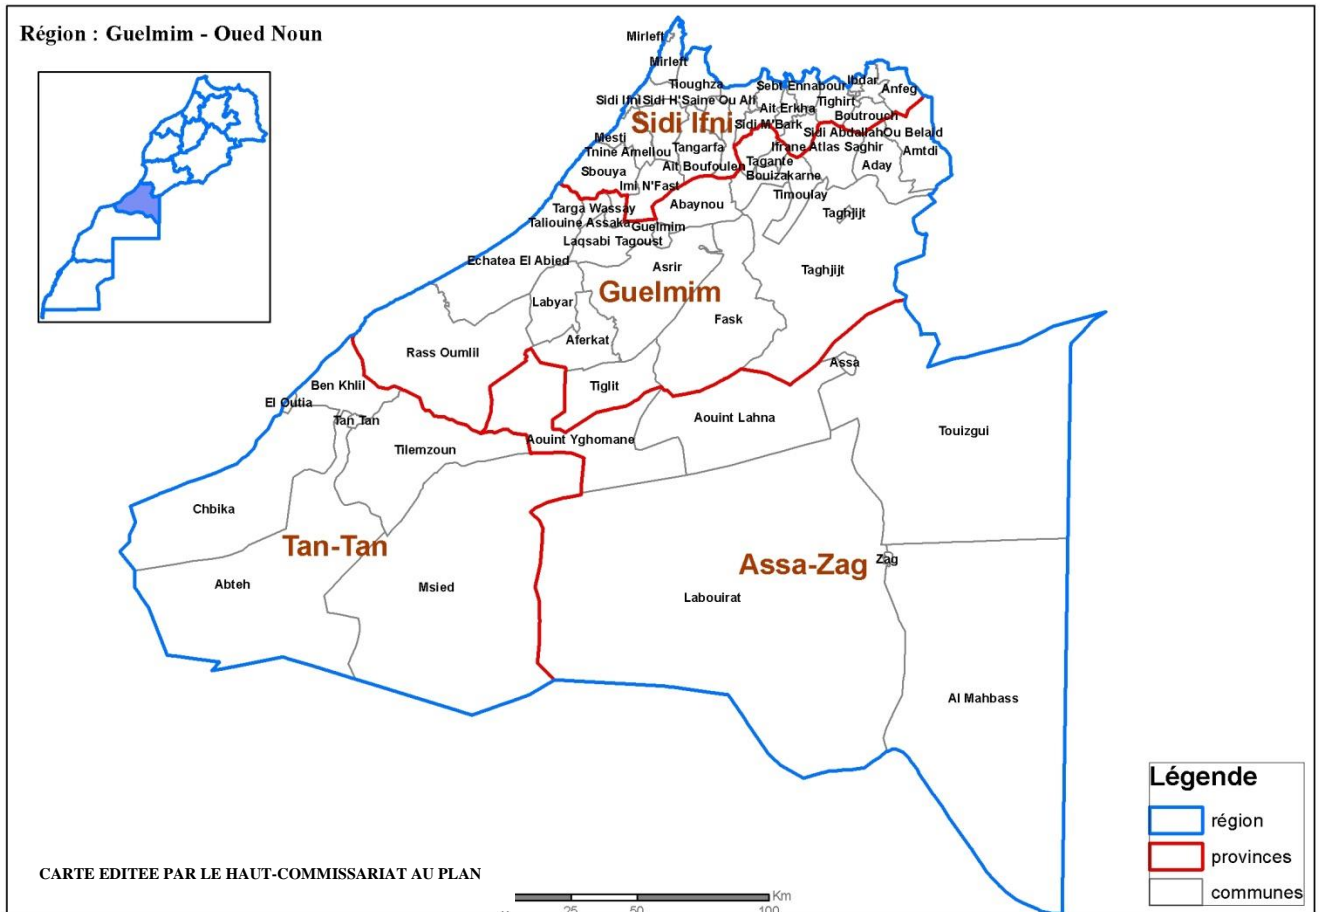 Région : Guelmim - Oued Noun
Mirleft
Mirleft
Tioughza
Sebt Ennabour
Ibdar
Anfeg
Sidi Ifni
Sidi H'Saine Ou Ali
Ait Erkha
Tighirt
Boutrouch
Sidi Ifni
Sidi M'Bark
Sidi Abdallah Ou Belaid
Mesti
Tnine Amellou
Tangarfa
Ifrane Atlas Saghir
Amtdi
Sbouya
Ait Boufoulen
Tagante
Aday
Bouizakarne
Imi N'Fast
Abaynou
Timoulay
Targa Wassay
Taghjijt
Taliouine Assaka
Guelmim
Laqsabi Tagoust
Echatea El Abied
Asrir
Taghjijt
Guelmim
Labyar
Fask
Aferkat
Rass Oumlil
Assa
Ben Khlil
Tiglit
El Outia
Tan Tan
Aouint Lahna
Touizgui
Aouint Yghomane
Tilemzoun
Chbika
Tan-Tan
Zag
Assa-Zag
Abteh
Msied
Labouirat
Al Mahbass
Légende
région
provinces
communes
CARTE EDITEE PAR LE HAUT-COMMISSARIAT AU PLAN
Km
25 50 100